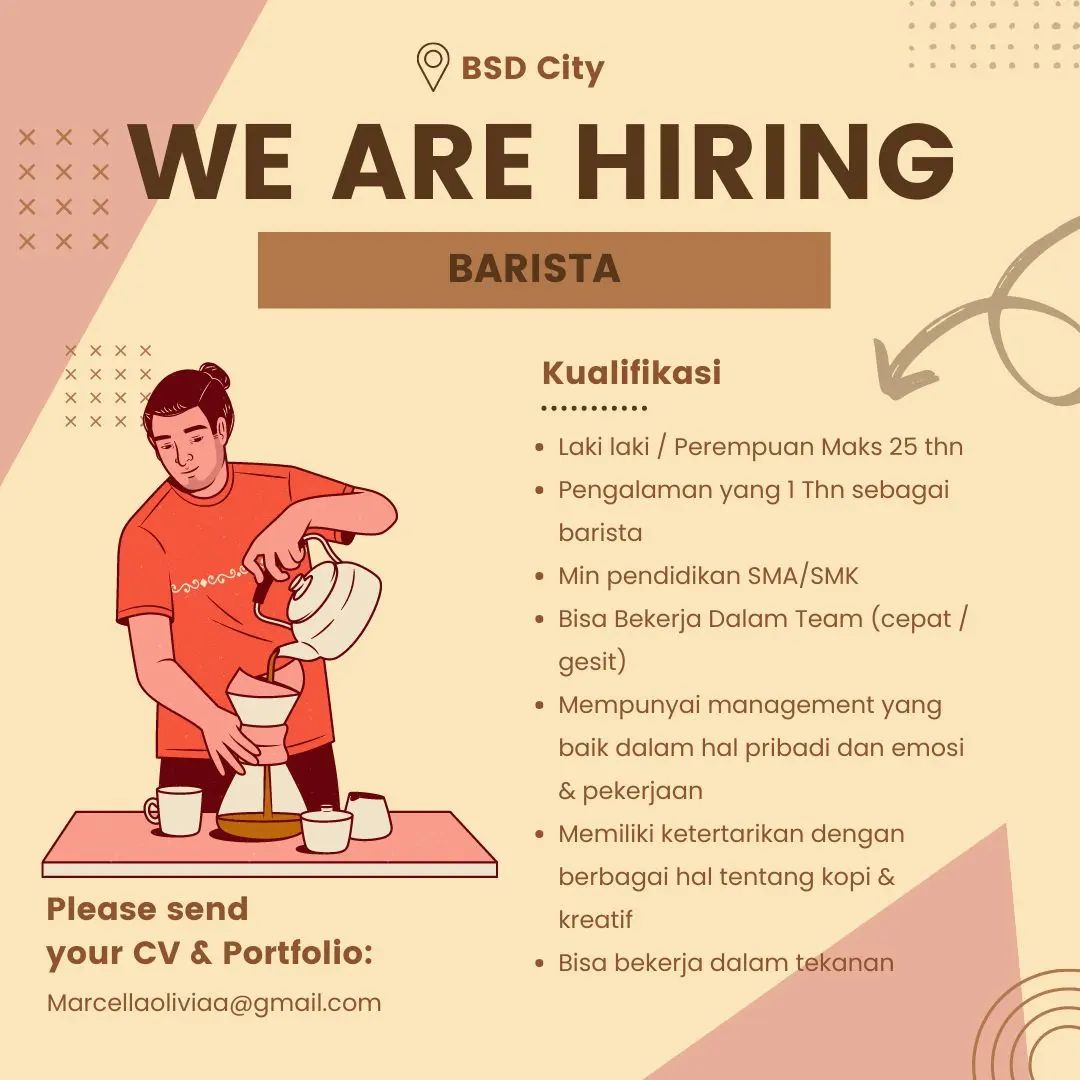 BSD City
WE ARE HIRING
BARISTA
Kualifikasi
Laki laki / Perempuan Maks 25 thn
Pengalaman yang 1 Thn sebagai
barista
Min pendidikan SMA/SMK
Bisa Bekerja Dalam Team (cepat /
gesit)
Mempunyai management yang
baik dalam hal pribadi dan emosi
& pekerjaan
Memiliki ketertarikan dengan
berbagai hal tentang kopi &
kreatif
Bisa bekerja dalam tekanan
Please send
your CV & Portfolio:
Marcellaoliviaa@gmail.com